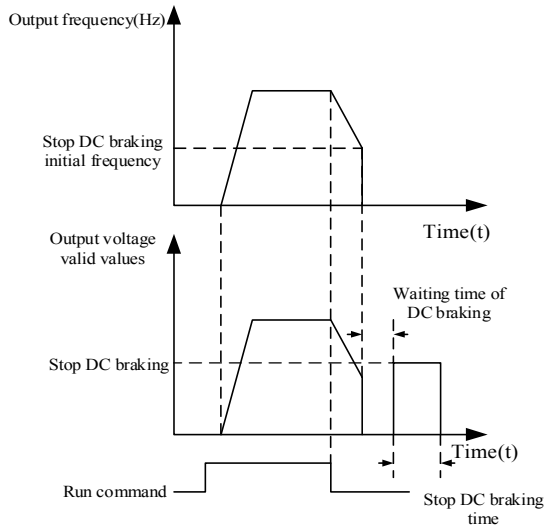 Output frequency(Hz)
Stop DC braking
initial frequency
Time(t)
Output voltage
valid values
Waiting time of
DC braking
Stop DC braking
Time(t)
Run command
Stop DC braking
time